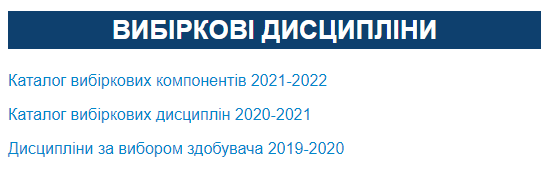 ВИБІРКОВІ ДИСЦИПЛІНИ
Каталог вибіркових компонентів 2021-2022
Каталог вибіркових дисциплін 2020-2021
Дисципліни за вибором здобувача 2019-2020